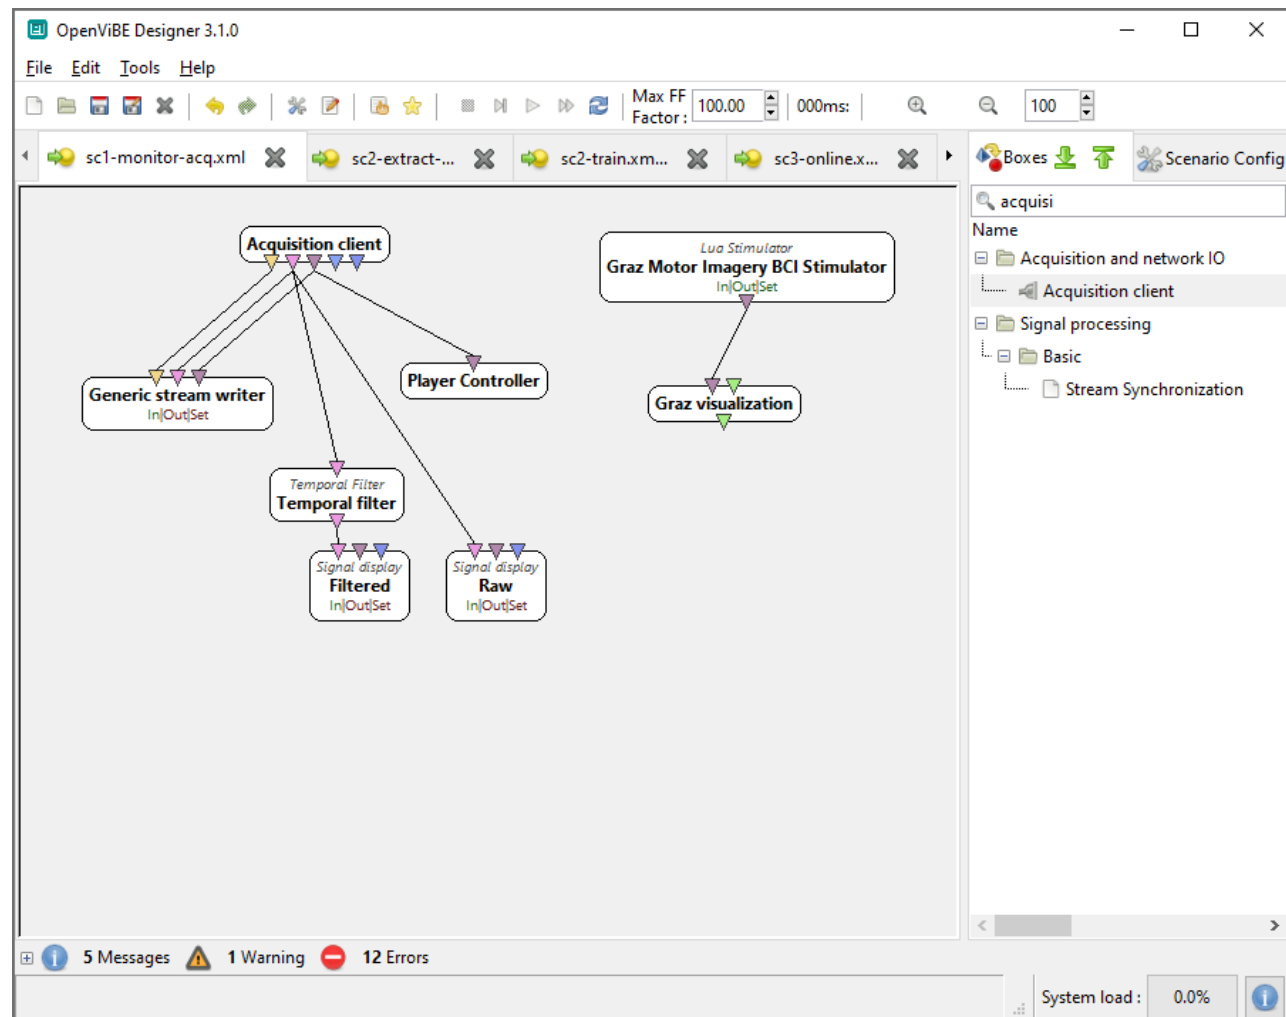 OpenViBE Designer 3.1.0
File Edit Tools Help
Max FF Factor : 100.00 000ms: 100
sc1-monitor-acq.xml sc2-extract-... sc2-train.xm... sc3-online.x...
Boxes Scenario Config
acquisi
Name
Acquisition and network IO
Acquisition client
Signal processing
Basic
Stream Synchronization
Acquisition client
Lua Stimulator
Graz Motor Imagery BCI Stimulator
In|Out|Set
Player Controller
Generic stream writer
In|Out|Set
Graz visualization
Temporal Filter
Temporal filter
Signal display
Filtered
In|Out|Set
Signal display
Raw
In|Out|Set
5 Messages 1 Warning 12 Errors
System load : 0.0%